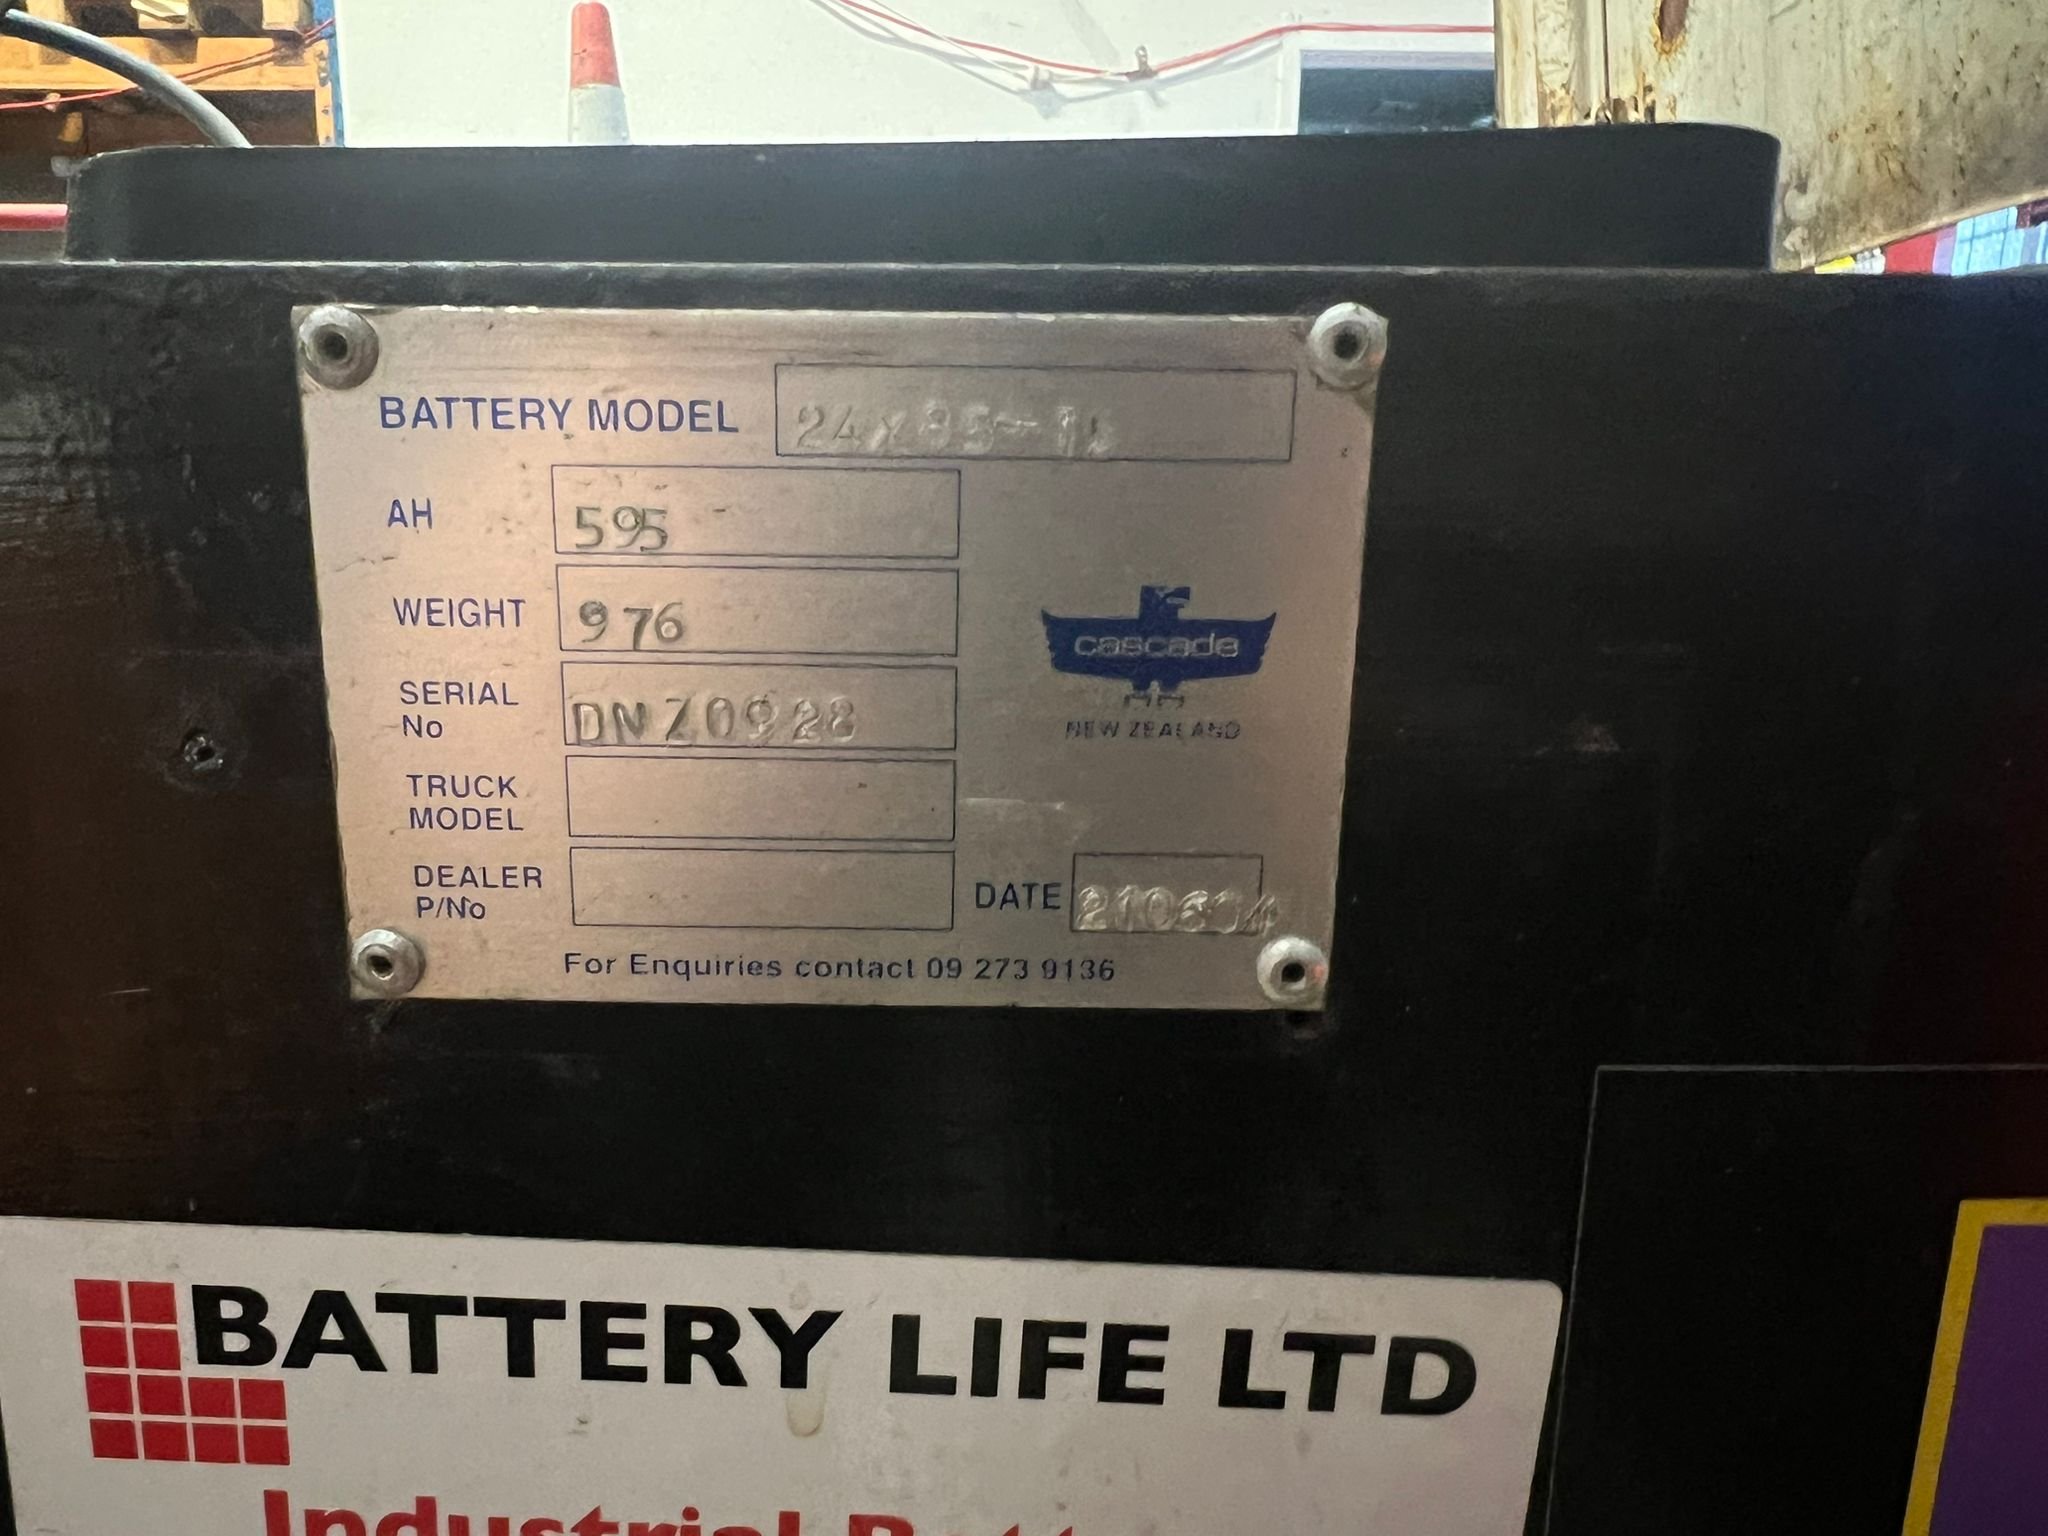 BATTERY MODEL
AH 595
WEIGHT 976
SERIAL No DNZ0928
TRUCK MODEL
DEALER P/No
DATE
cascade
NEW ZEALAND
For Enquiries contact 09 273 9136
BATTERY LIFE LTD
Industrial